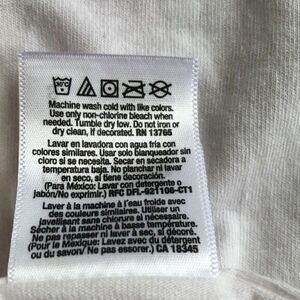 30°C
Machine wash cold with like colors.
Use only non-chlorine bleach when
needed. Tumble dry low. Do not iron or
dry clean, if decorated. RN 13765
Lavar en lavadora con agua fría con
colores similares. Usar solo blanqueador sin
cloro si se necesita. Secar en secadora a
temperatura baja. No planchar ni lavar
en seco, si tiene estampados.
(Para México: Lavar con detergente o
jabón/No exprimir.) RFC DFL-921106-CT1
Laver à la machine à l'eau froide avec
des couleurs similaires. Utiliser un
javellisant sans chlorure si nécessaire.
Sécher à la machine à basse température.
Ne pas repasser ni laver à sec, si décoré.
(Pour le Mexique: Lavez avec du détergent
ou du savon/Ne pas essorer.) CA 18345